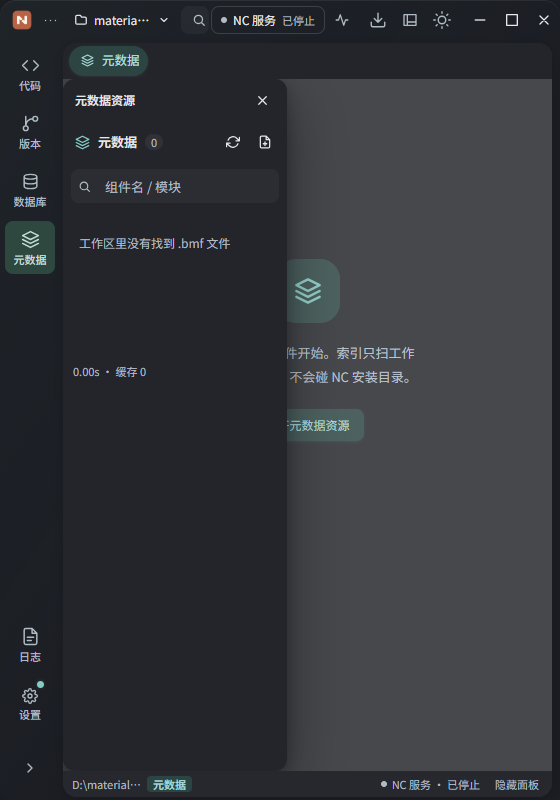 N ··· materia··· NC 服务 已停止
元数据
代码
版本
数据库
元数据
日志
设置
元数据资源
元数据 0
组件名 / 模块
工作区里没有找到 .bmf 文件
0.00s · 缓存 0
件开始。索引只扫工作
不会碰 NC 安装目录。
元数据资源
D:\material··· 元数据 NC 服务 · 已停止 隐藏面板